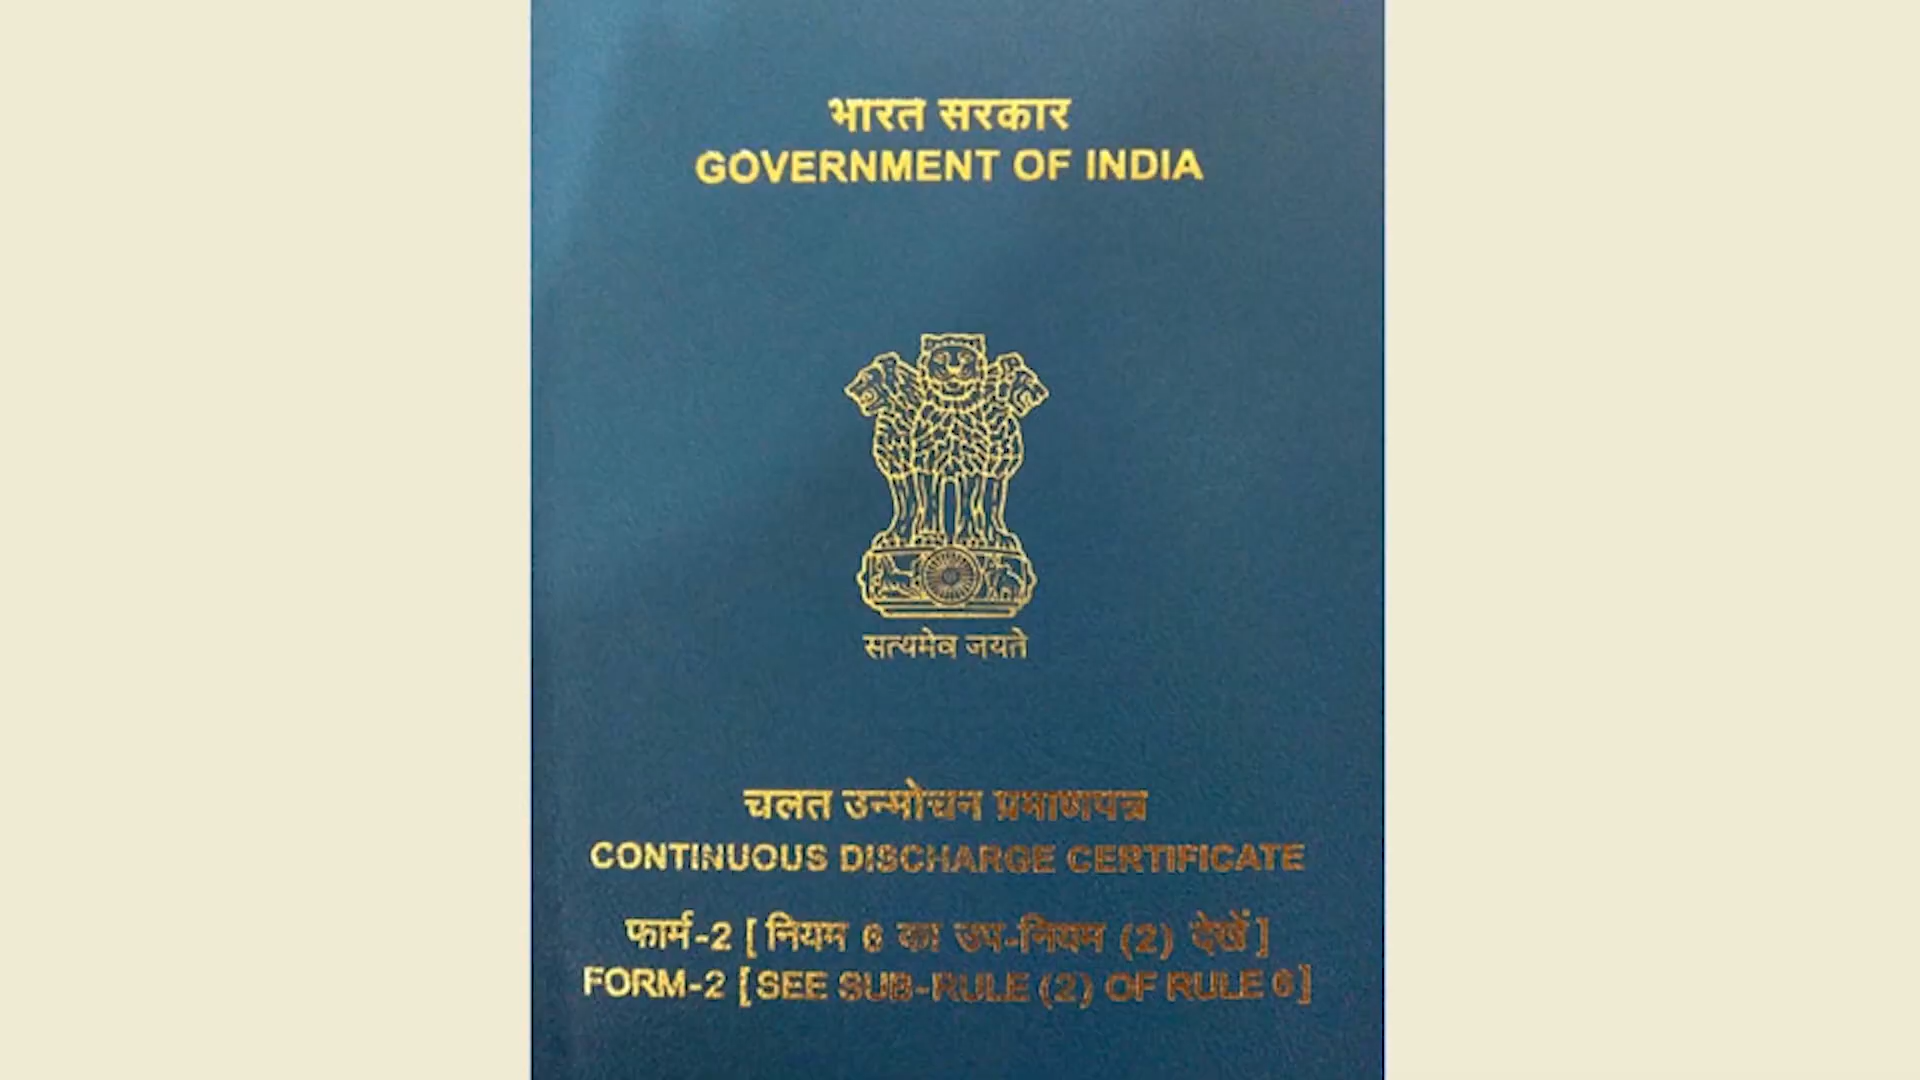 भारत सरकार
GOVERNMENT OF INDIA
सत्यमेव जयते
चलत उन्मोचन प्रमाणपत्र
CONTINUOUS DISCHARGE CERTIFICATE
फार्म-2 [ नियम 6 का उप-नियम (2) देखें ]
FORM-2 [SEE SUB-RULE (2) OF RULE 6]